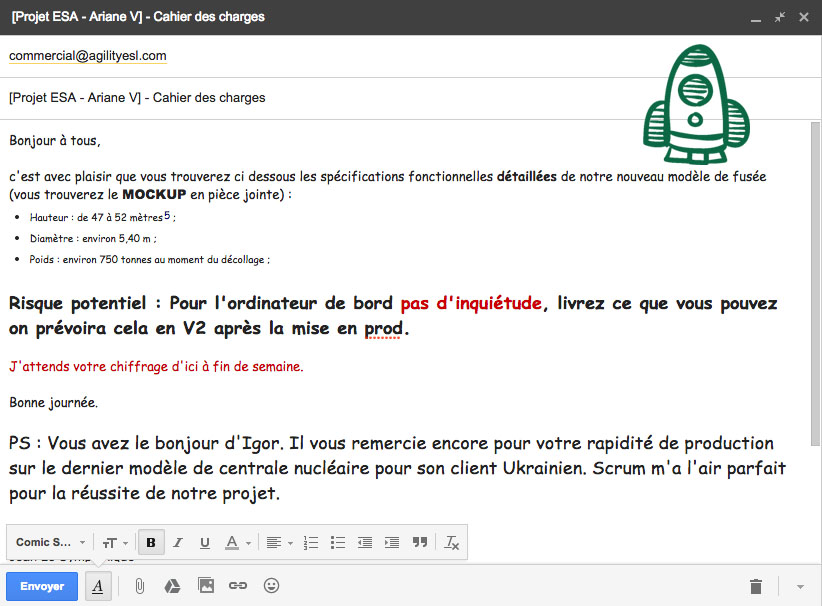 [Projet ESA - Ariane V] - Cahier des charges
commercial@agilityesl.com
[Projet ESA - Ariane V] - Cahier des charges
Bonjour à tous,
c'est avec plaisir que vous trouverez ci dessous les spécifications fonctionnelles détaillées de notre nouveau modèle de fusée
(vous trouverez le MOCKUP en pièce jointe) :
Hauteur : de 47 à 52 mètres5 ;
Diamètre : environ 5,40 m ;
Poids : environ 750 tonnes au moment du décollage ;
Risque potentiel : Pour l'ordinateur de bord pas d'inquiétude, livrez ce que vous pouvez
on prévoira cela en V2 après la mise en prod.
J'attends votre chiffrage d'ici à fin de semaine.
Bonne journée.
PS : Vous avez le bonjour d'Igor. Il vous remercie encore pour votre rapidité de production
sur le dernier modèle de centrale nucléaire pour son client Ukrainien. Scrum m'a l'air parfait
pour la réussite de notre projet.
Comic S... тT B I U A
Envoyer A